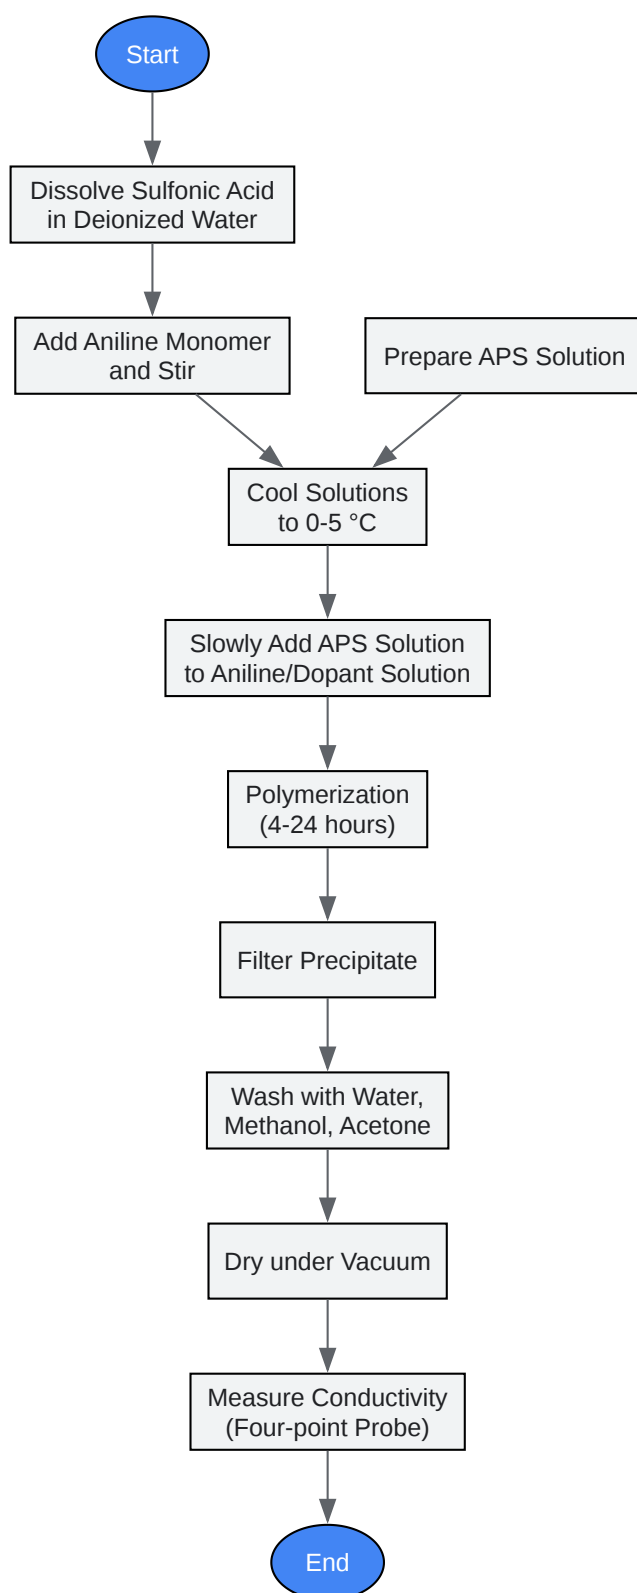 Start
Dissolve Sulfonic Acid
in Deionized Water
Add Aniline Monomer
and Stir
Prepare APS Solution
Cool Solutions
to 0-5 °C
Slowly Add APS Solution
to Aniline/Dopant Solution
Polymerization
(4-24 hours)
Filter Precipitate
Wash with Water,
Methanol, Acetone
Dry under Vacuum
Measure Conductivity
(Four-point Probe)
End